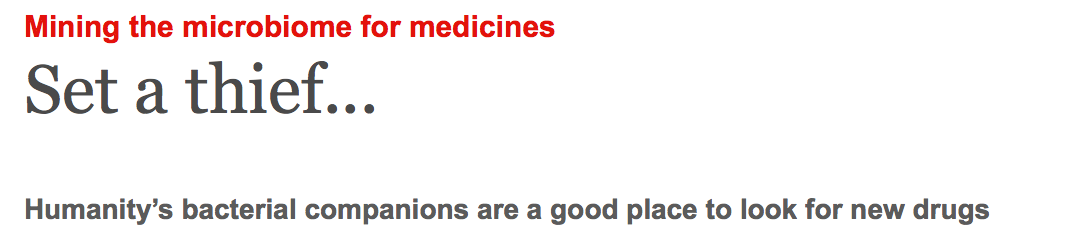 Mining the microbiome for medicines
Set a thief...
Humanity’s bacterial companions are a good place to look for new drugs